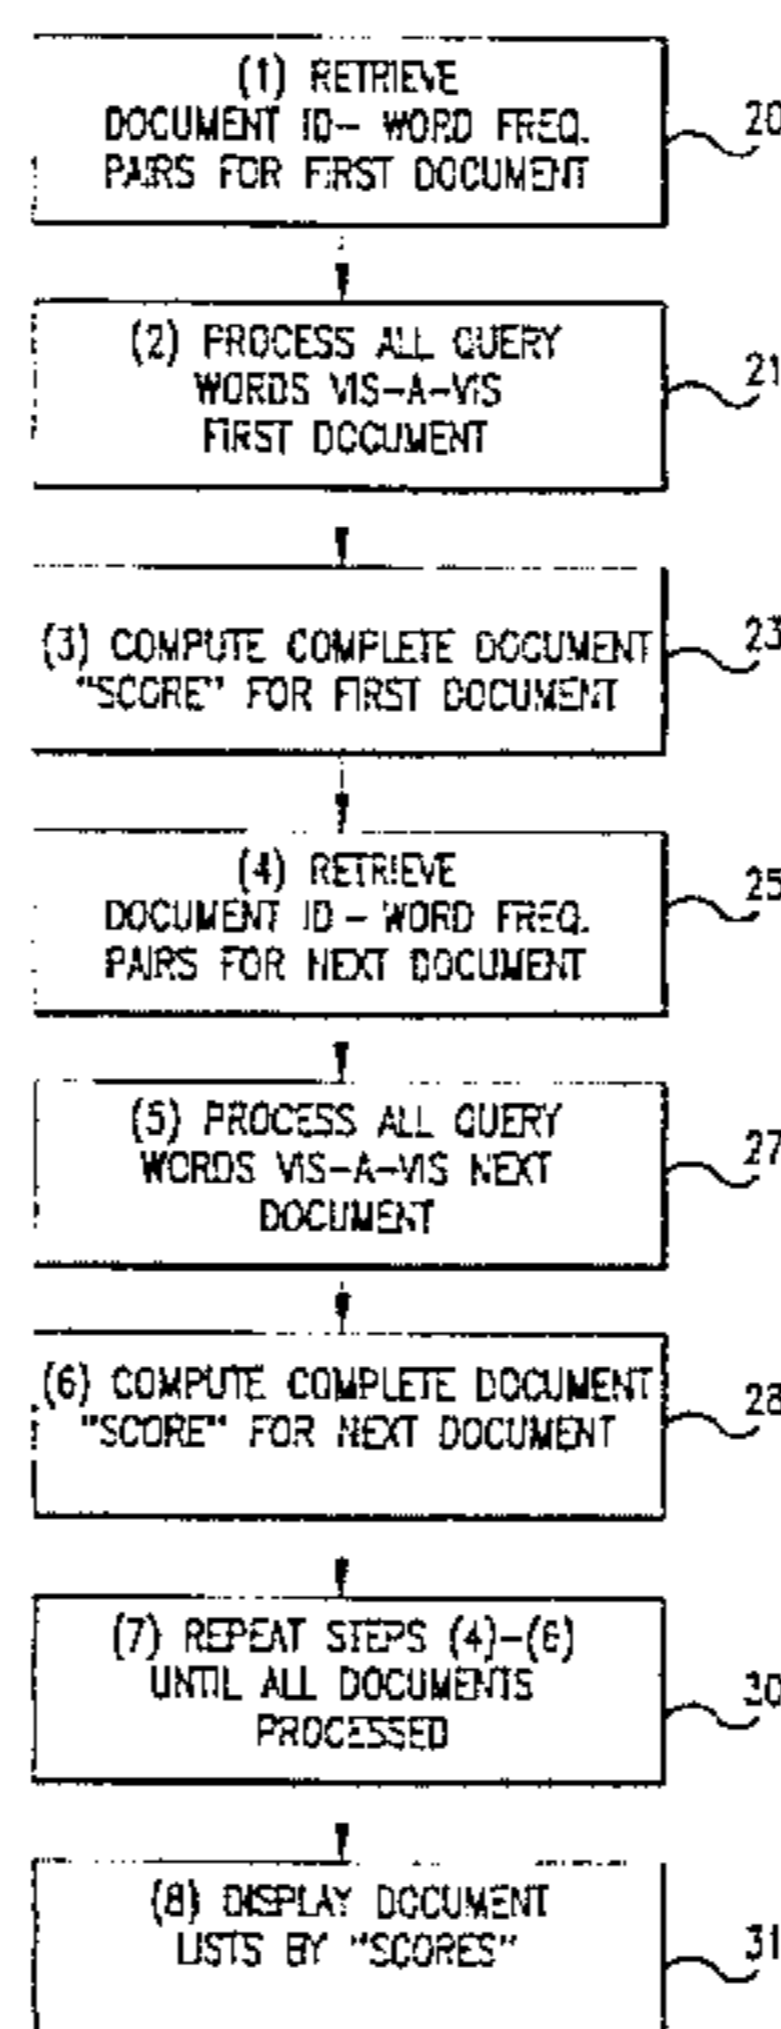 (1) RETRIEVE
DOCUMENT ID- WORD FREQ.
PAIRS FOR FIRST DOCUMENT
20
(2) PROCESS ALL QUERY
WORDS VIS-A-VIS
FIRST DOCUMENT
21
(3) COMPUTE COMPLETE DOCUMENT
"SCORE" FOR FIRST DOCUMENT
23
(4) RETRIEVE
DOCUMENT ID - WORD FREQ.
PAIRS FOR NEXT DOCUMENT
25
(5) PROCESS ALL QUERY
WORDS VIS-A-VIS NEXT
DOCUMENT
27
(6) COMPUTE COMPLETE DOCUMENT
"SCORE" FOR NEXT DOCUMENT
28
(7) REPEAT STEPS (4)-(6)
UNTIL ALL DOCUMENTS
PROCESSED
30
(8) DISPLAY DOCUMENT
LISTS BY "SCORES"
31